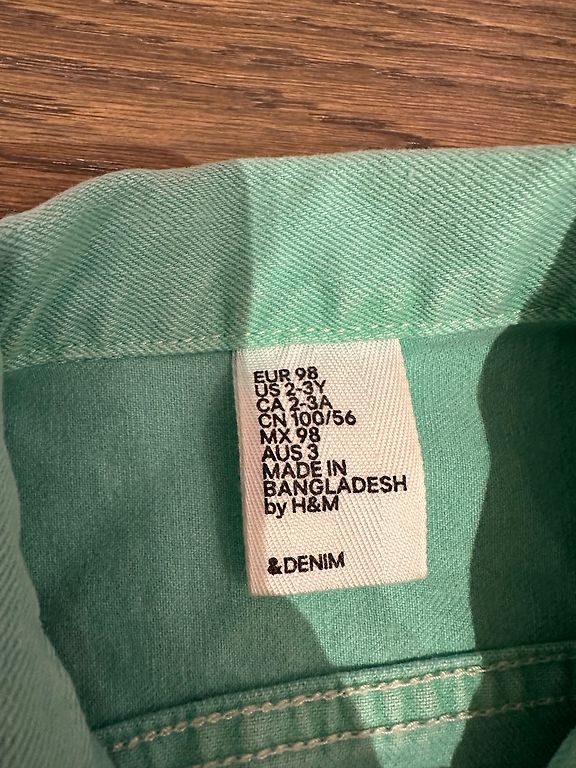 EUR 98
US 2-3Y
CA 2-3A
CN 100/56
MX 98
AUS 3
MADE IN
BANGLADESH
by H&M
&DENIM